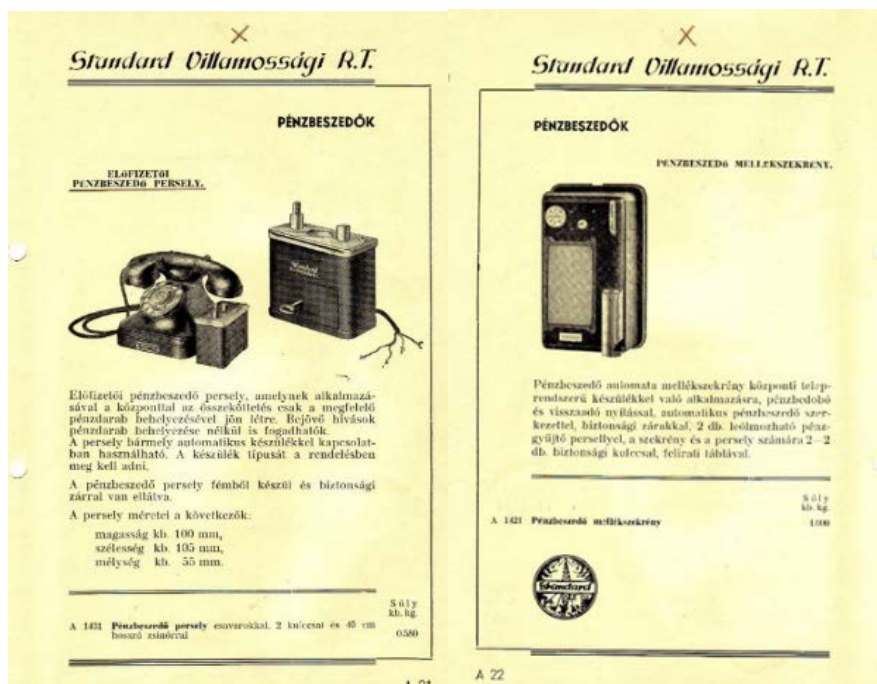 X
Standard Villamossági R.T.
PÉNZBESZEDŐK
ELŐFIZETŐI
PÉNZBESZEDŐ PERSELY.
Standard
Előfizetői pénzbeszedő persely, amelynek alkalmazá-
sával a központtal az összeköttetés csak a megfelelő
pénzdarab behelyezésével jön létre. Bejövő hívások
pénzdarab behelyezése nélkül is fogadhatók.
A persely bármely automatikus készülékkel kapcsolat-
ban használható. A készülék típusát a rendelésben
meg kell adni.
A pénzbeszedő persely fémből készül és biztonsági
zárral van ellátva.
A persely méretei a következők:
magasság kb. 100 mm,
szélesség kb. 105 mm,
mélység kb. 55 mm.
Súly
kb. kg.
A 1431 Pénzbeszedő persely csavarokkal, 2 kulccsal és 40 cm
hosszú zsinórral 0.580
A 21
X
Standard Villamossági R.T.
PÉNZBESZEDŐK
PÉNZBESZEDŐ MELLÉKSZEKRÉNY.
Pénzbeszedő automata mellékszekrény központi telep-
rendszerű készülékkel való alkalmazásra, pénzbedobó
és visszaadó nyílással, automatikus pénzbeszedő szer-
kezettel, biztonsági zárakkal, 2 db. leólmozható pénz-
gyűjtő persellyel, a szekrény és a persely számára 2—2
db. biztonsági kulccsal, felirati táblával.
Súly
kb. kg.
A 1421 Pénzbeszedő mellékszekrény
Standard
A 22